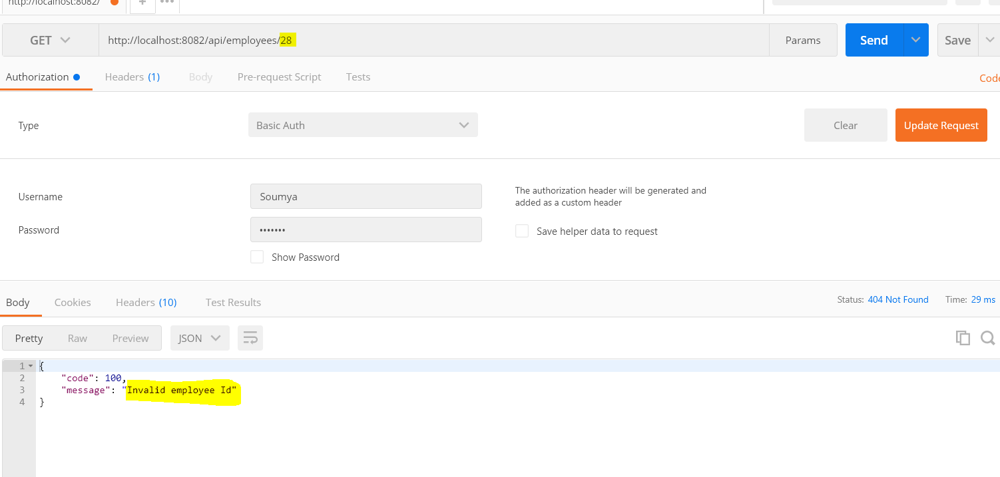 http://localhost:8082/
GET http://localhost:8082/api/employees/28 Params Send Save
Authorization Headers (1) Body Pre-request Script Tests Code
Type Basic Auth Clear Update Request
Username Soumya The authorization header will be generated and
added as a custom header
Password ••••••• Save helper data to request
Show Password
Body Cookies Headers (10) Test Results Status: 404 Not Found Time: 29 ms
Pretty Raw Preview JSON
1 {
2 "code": 100,
3 "message": "Invalid employee Id"
4 }